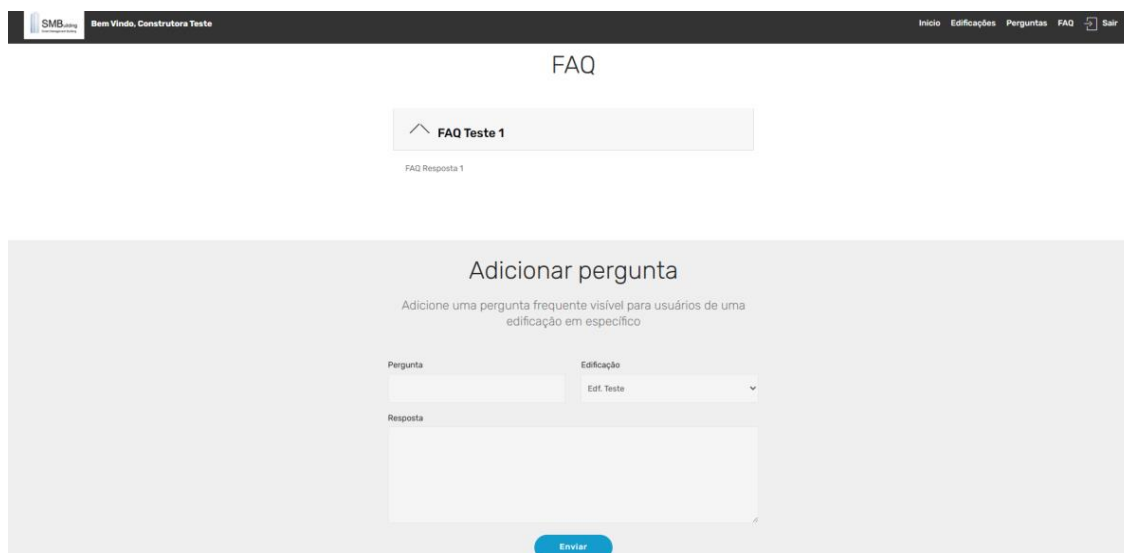 SMBuilding
Bem Vindo, Construtora Teste
Inicio Edificações Perguntas FAQ Sair
FAQ
FAQ Teste 1
FAQ Resposta 1
Adicionar pergunta
Adicione uma pergunta frequente visível para usuários de uma
edificação em específico
Pergunta
Edificação
Edf. Teste
Resposta
Enviar